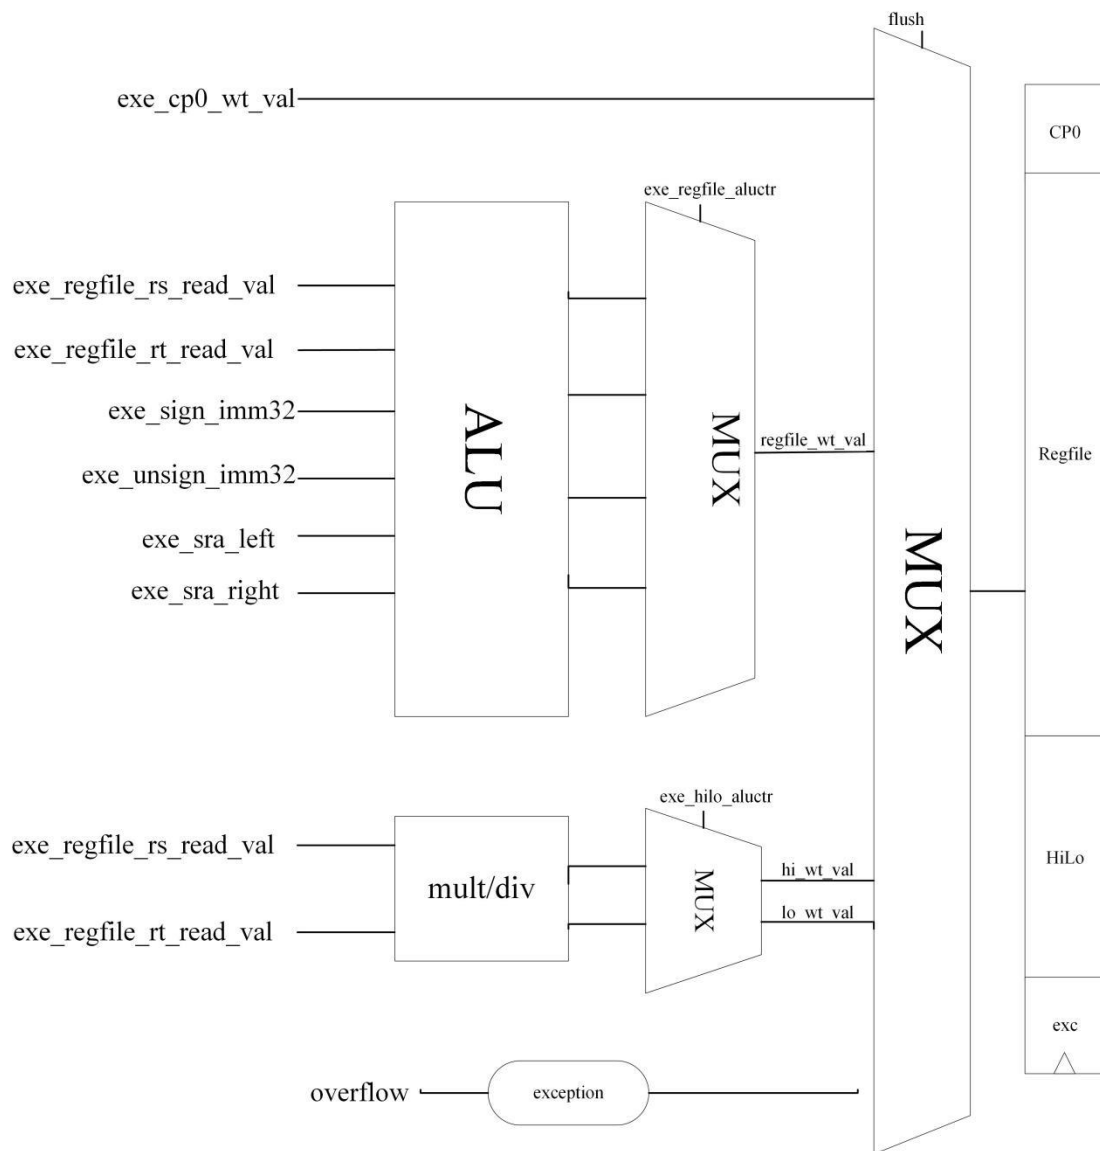 flush
exe_cp0_wt_val
CP0
exe_regfile_aluctr
exe_regfile_rs_read_val
exe_regfile_rt_read_val
exe_sign_imm32
exe_unsign_imm32
exe_sra_left
exe_sra_right
ALU
MUX
regfile_wt_val
MUX
Regfile
exe_hilo_aluctr
exe_regfile_rs_read_val
exe_regfile_rt_read_val
mult/div
MUX
hi_wt_val
lo_wt_val
HiLo
exc
overflow
exception